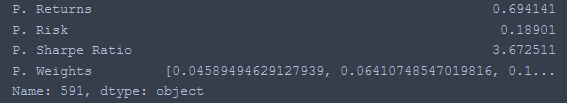 P. Returns 0.694141
P. Risk 0.18901
P. Sharpe Ratio 3.672511
P. Weights [0.04589494629127939, 0.06410748547019816, 0.1...
Name: 591, dtype: object